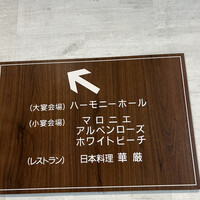 (大宴会場) ハーモニーホール
(小宴会場) マロニエ
アルペンローズ
ホワイトピーチ
(レストラン) 日本料理 華厳